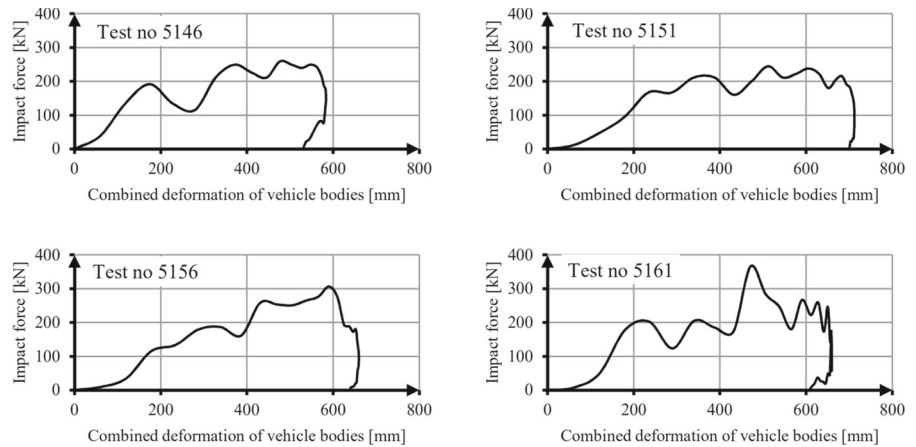 Test no 5146
Impact force [kN]
400
300
200
100
0
0 200 400 600 800
Combined deformation of vehicle bodies [mm]
Test no 5151
Impact force [kN]
400
300
200
100
0
0 200 400 600 800
Combined deformation of vehicle bodies [mm]
Test no 5156
Impact force [kN]
400
300
200
100
0
0 200 400 600 800
Combined deformation of vehicle bodies [mm]
Test no 5161
Impact force [kN]
400
300
200
100
0
0 200 400 600 800
Combined deformation of vehicle bodies [mm]